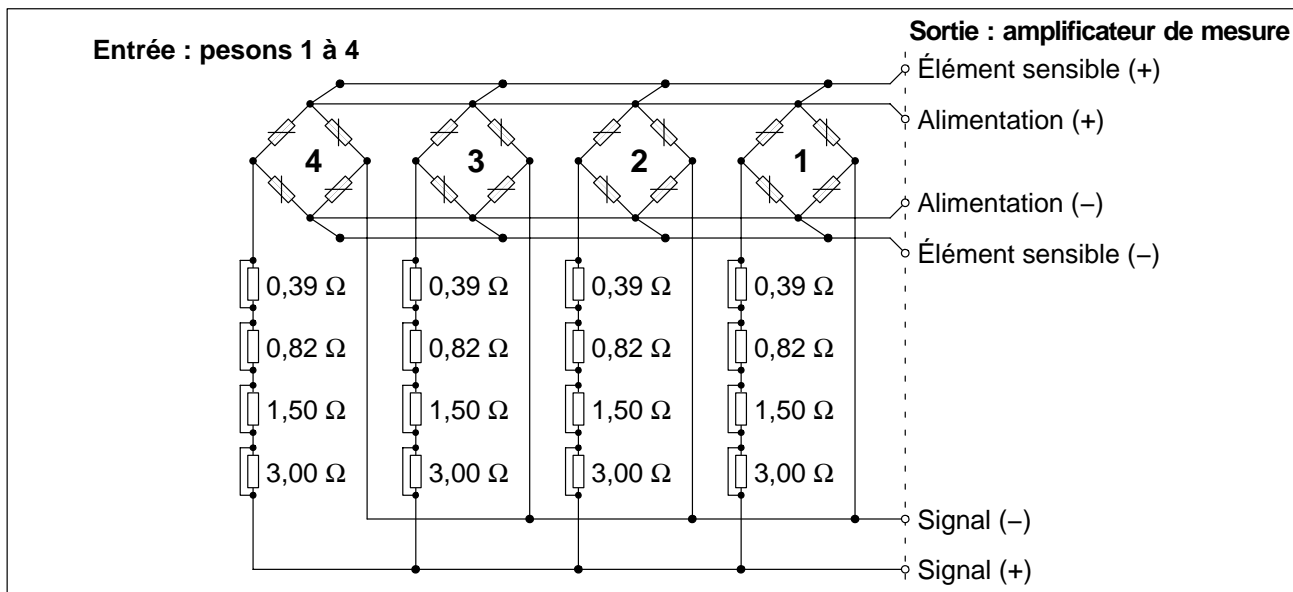 Sortie : amplificateur de mesure
Entrée : pesons 1 à 4
Élément sensible (+)
Alimentation (+)
4 3 2 1
Alimentation (−)
Élément sensible (−)
0,39 Ω 0,39 Ω 0,39 Ω 0,39 Ω
0,82 Ω 0,82 Ω 0,82 Ω 0,82 Ω
1,50 Ω 1,50 Ω 1,50 Ω 1,50 Ω
3,00 Ω 3,00 Ω 3,00 Ω 3,00 Ω
Signal (−)
Signal (+)